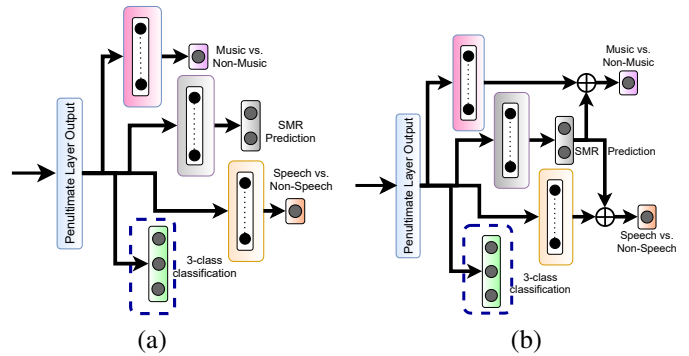 Music vs.
Non-Music
SMR
Prediction
Speech vs.
Non-Speech
3-class
classification
Penultimate Layer Output
(a)
Music vs.
Non-Music
SMR Prediction
Speech vs.
Non-Speech
3-class
classification
Penultimate Layer Output
(b)